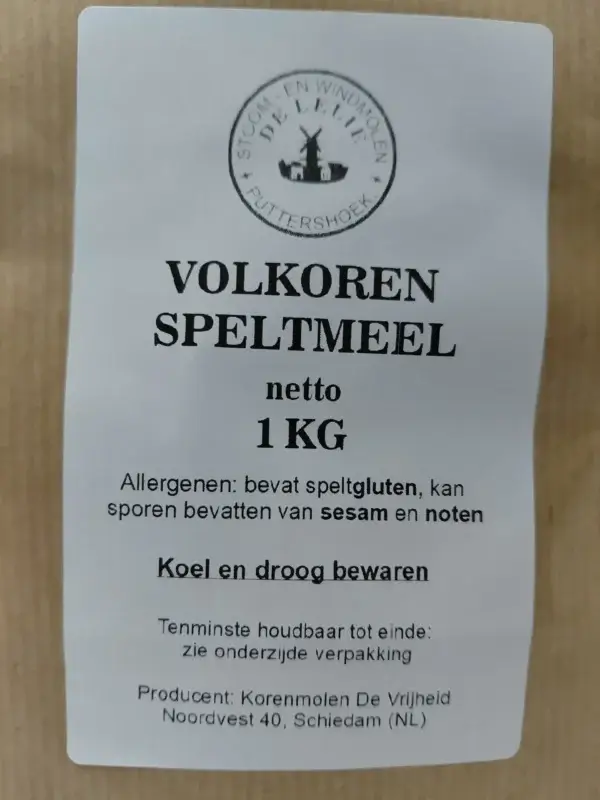 STOOM- EN WINDMOLEN
DE LELIE
PUTTERSHOEK
VOLKOREN
SPELTMEEL
netto
1 KG
Allergenen: bevat speltgluten, kan
sporen bevatten van sesam en noten
Koel en droog bewaren
Tenminste houdbaar tot einde:
zie onderzijde verpakking
Producent: Korenmolen De Vrijheid
Noordvest 40, Schiedam (NL)